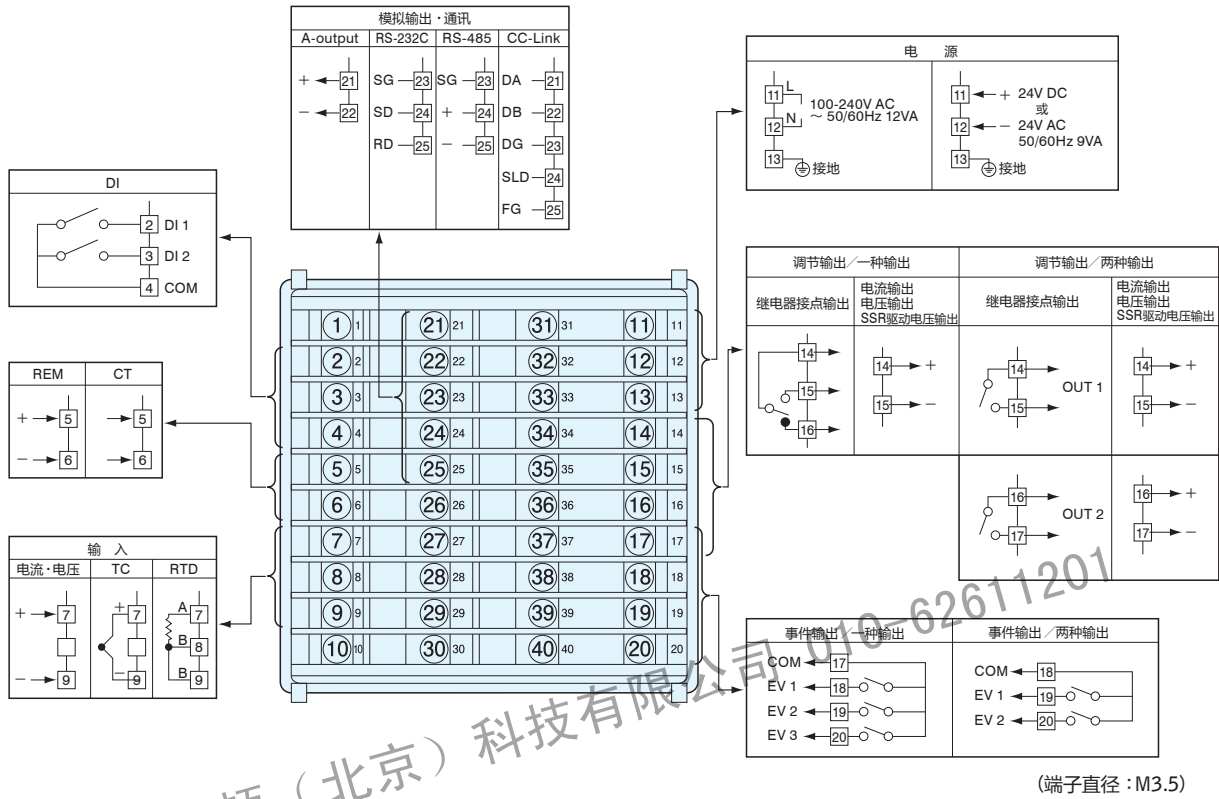 模拟输出·通讯
A-output RS-232C RS-485 CC-Link
+ 21 SG 23 SG 23 DA 21
− 22 SD 24 + 24 DB 22
RD 25 − 25 DG 23
SLD 24
FG 25
电 源
11 L
12 N
100-240V AC
～ 50/60Hz 12VA
13 接地
11 + 24V DC
或
12 − 24V AC
50/60Hz 9VA
13 接地
DI
2 DI 1
3 DI 2
4 COM
REM CT
+ 5 5
− 6 6
输 入
电流·电压 TC RTD
+ 7 + 7 A 7
B 8
− 9 − 9 B 9
1 1 21 21 31 31 11 11
2 2 22 22 32 32 12 12
3 3 23 23 33 33 13 13
4 4 24 24 34 34 14 14
5 5 25 25 35 35 15 15
6 6 26 26 36 36 16 16
7 7 27 27 37 37 17 17
8 8 28 28 38 38 18 18
9 9 29 29 39 39 19 19
10 10 30 30 40 40 20 20
调节输出／一种输出 调节输出／两种输出
继电器接点输出
电流输出
电压输出
SSR驱动电压输出
继电器接点输出
电流输出
电压输出
SSR驱动电压输出
14
15
16
14 +
15 −
14
15
OUT 1
14 +
15 −
16
17
OUT 2
16 +
17 −
事件输出／一种输出 事件输出／两种输出
COM 17
EV 1 18
EV 2 19
EV 3 20
COM 18
EV 1 19
EV 2 20
（北京）科技有限公司 010-62611201
(端子直径：M3.5)